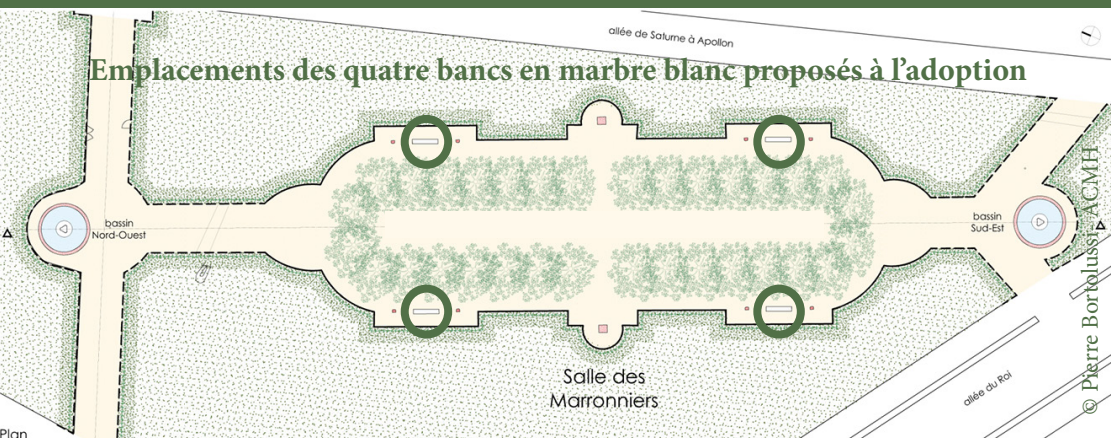 allée de Saturne à Apollon
Emplacements des quatre bancs en marbre blanc proposés à l'adoption
bassin
Nord-Ouest
bassin
Sud-Est
Salle des
Marronniers
allée du Roi
© Pierre Bortolussi, ACMH
Plan